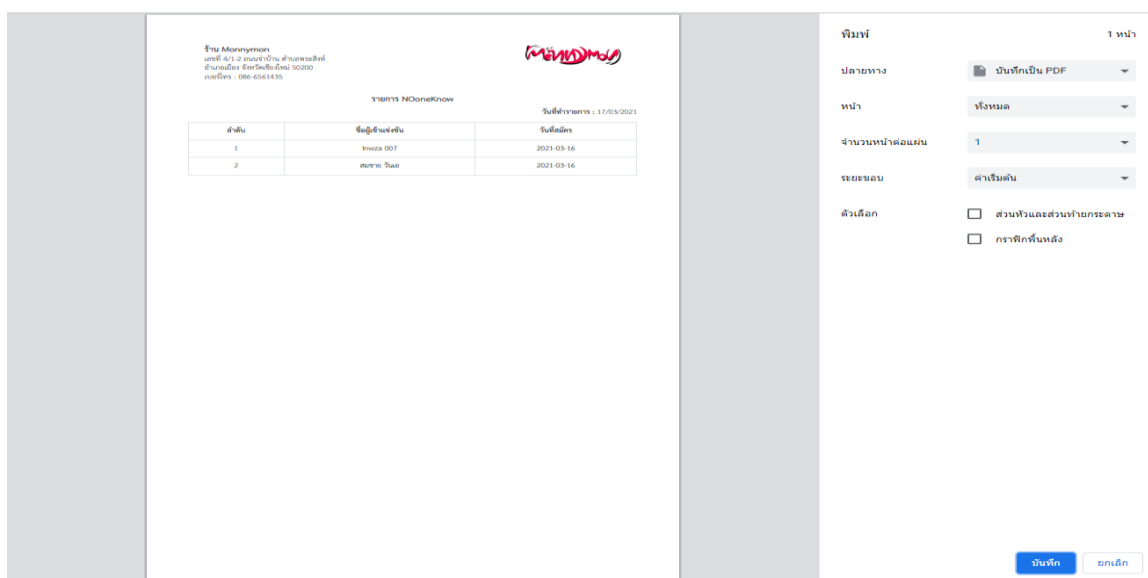 ร้าน Monnymon
เลขที่ 4/1-2 ถนนช่าบ้าน ตำบลพระสิงห์
อำเภอเมือง จังหวัดเชียงใหม่ 50200
เบอร์โทร : 086-6561435
รายการ NOoneKnow
วันที่ทำรายการ : 17/03/2021
ลำดับ ชื่อผู้เข้าแข่งขัน วันที่สมัคร
1 lnwza 007 2021-03-16
2 สมชาย 2021-03-16
พิมพ์ 1 หน้า
ปลายทาง บันทึกเป็น PDF
หน้า ทั้งหมด
จำนวนหน้าต่อแผ่น 1
ระยะขอบ ค่าเริ่มต้น
ตัวเลือก ส่วนหัวและส่วนท้ายกระดาษ
กราฟิกพื้นหลัง
บันทึก ยกเลิก